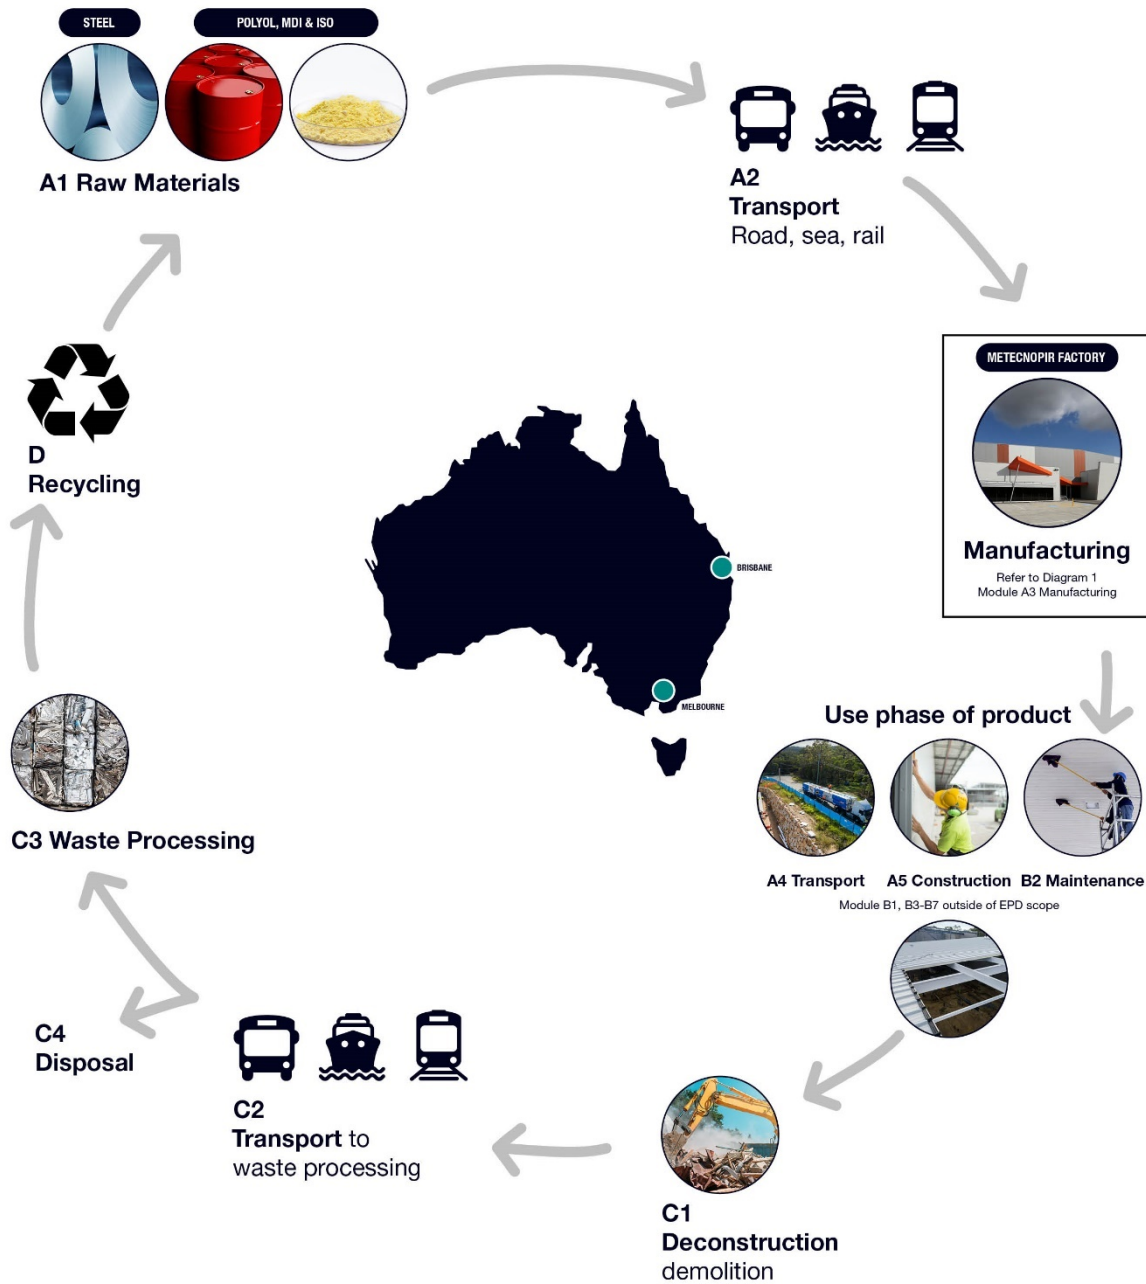 STEEL
POLYOL, MDI & ISO
A1 Raw Materials
A2
Transport
Road, sea, rail
METECNOPIR FACTORY
Manufacturing
Refer to Diagram 1
Module A3 Manufacturing
D
Recycling
BRISBANE
MELBOURNE
Use phase of product
A4 Transport
A5 Construction
B2 Maintenance
Module B1, B3-B7 outside of EPD scope
C3 Waste Processing
C4
Disposal
C2
Transport to
waste processing
C1
Deconstruction
demolition